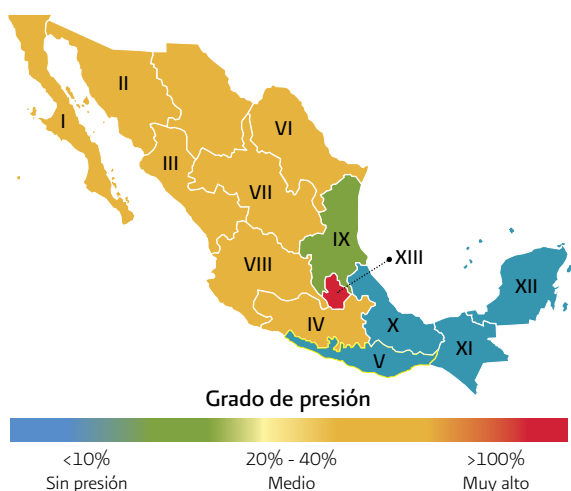 II
I
VI
III
VII
IX
XIII
VIII
XII
IV
X
XI
V
Grado de presión
<10%
20% - 40%
>100%
Sin presión
Medio
Muy alto